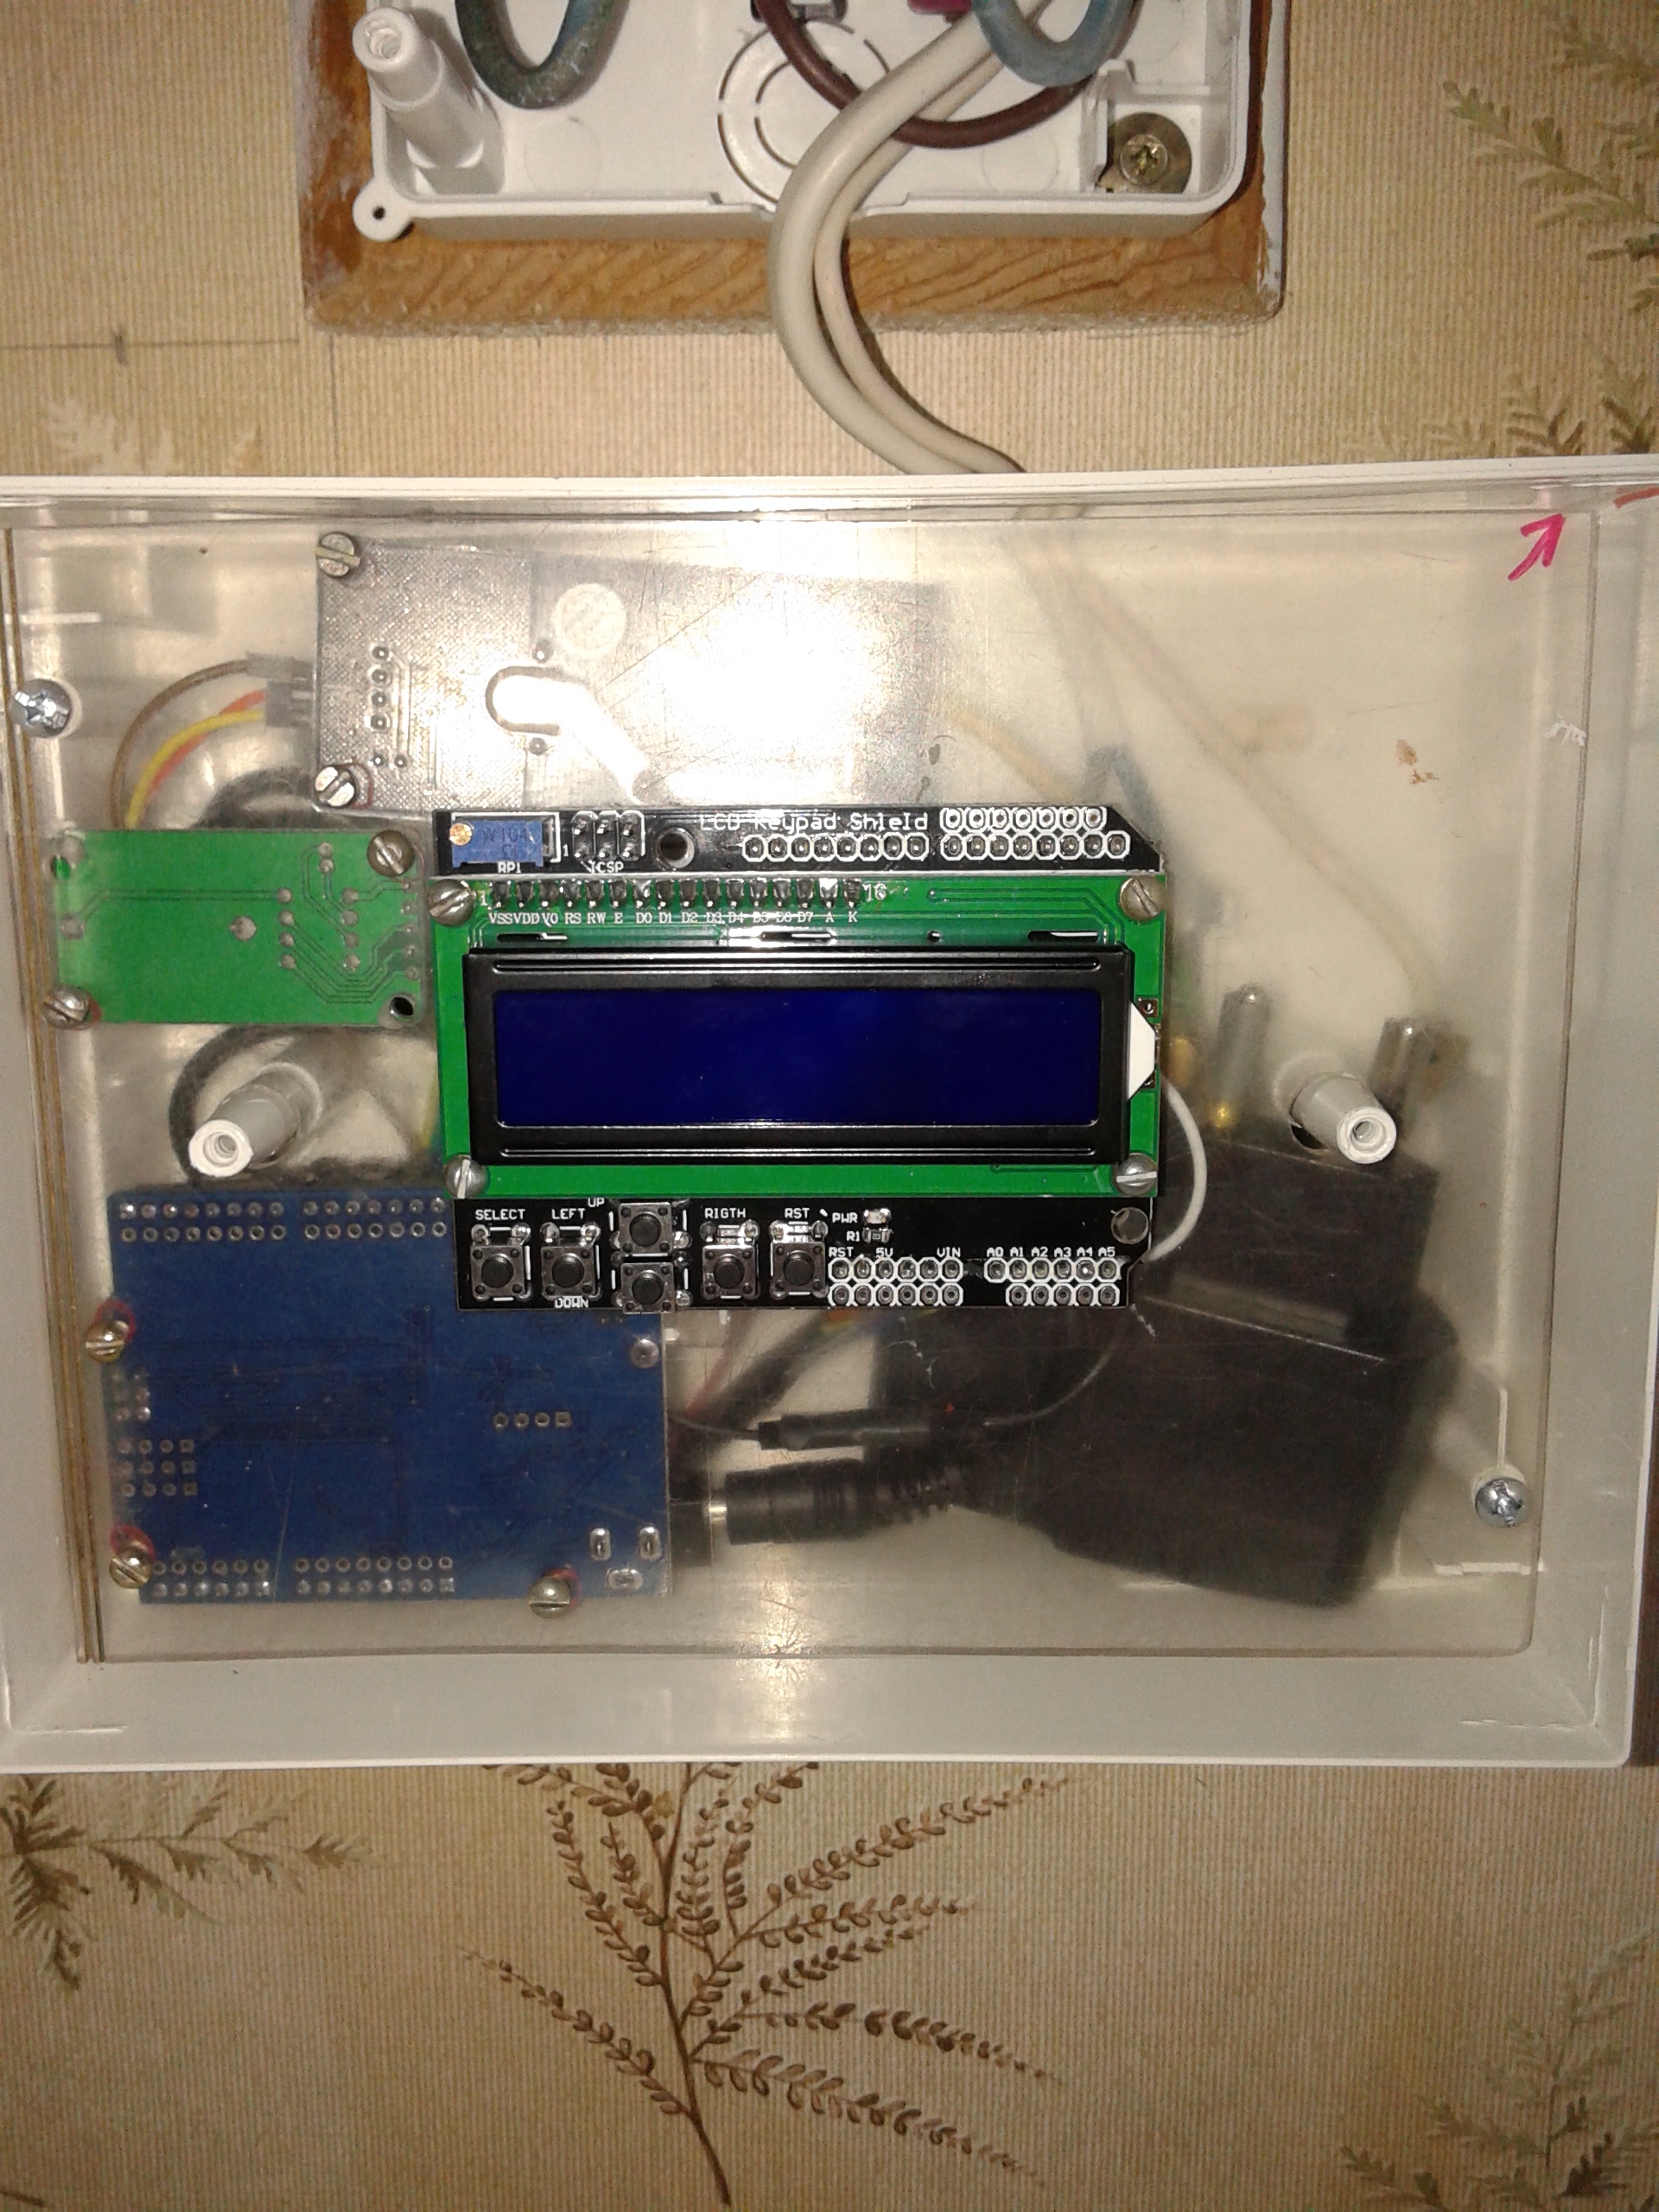 LCD Keypad Shield
W104
1
RP1 ICSP
1 16
VSS VDD V0 RS RW E D0 D1 D2 D3 D4 D5 D6 D7 A K
UP
SELECT LEFT RIGTH RST PWR
R1
RST 5V VIN A0 A1 A2 A3 A4 A5
DOWN